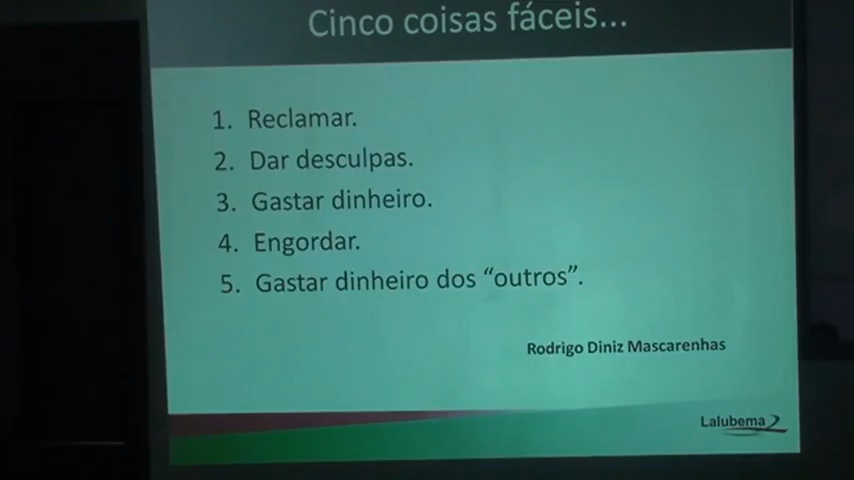 Cinco coisas fáceis...
1. Reclamar.
2. Dar desculpas.
3. Gastar dinheiro.
4. Engordar.
5. Gastar dinheiro dos “outros”.
Rodrigo Diniz Mascarenhas
Lalubema